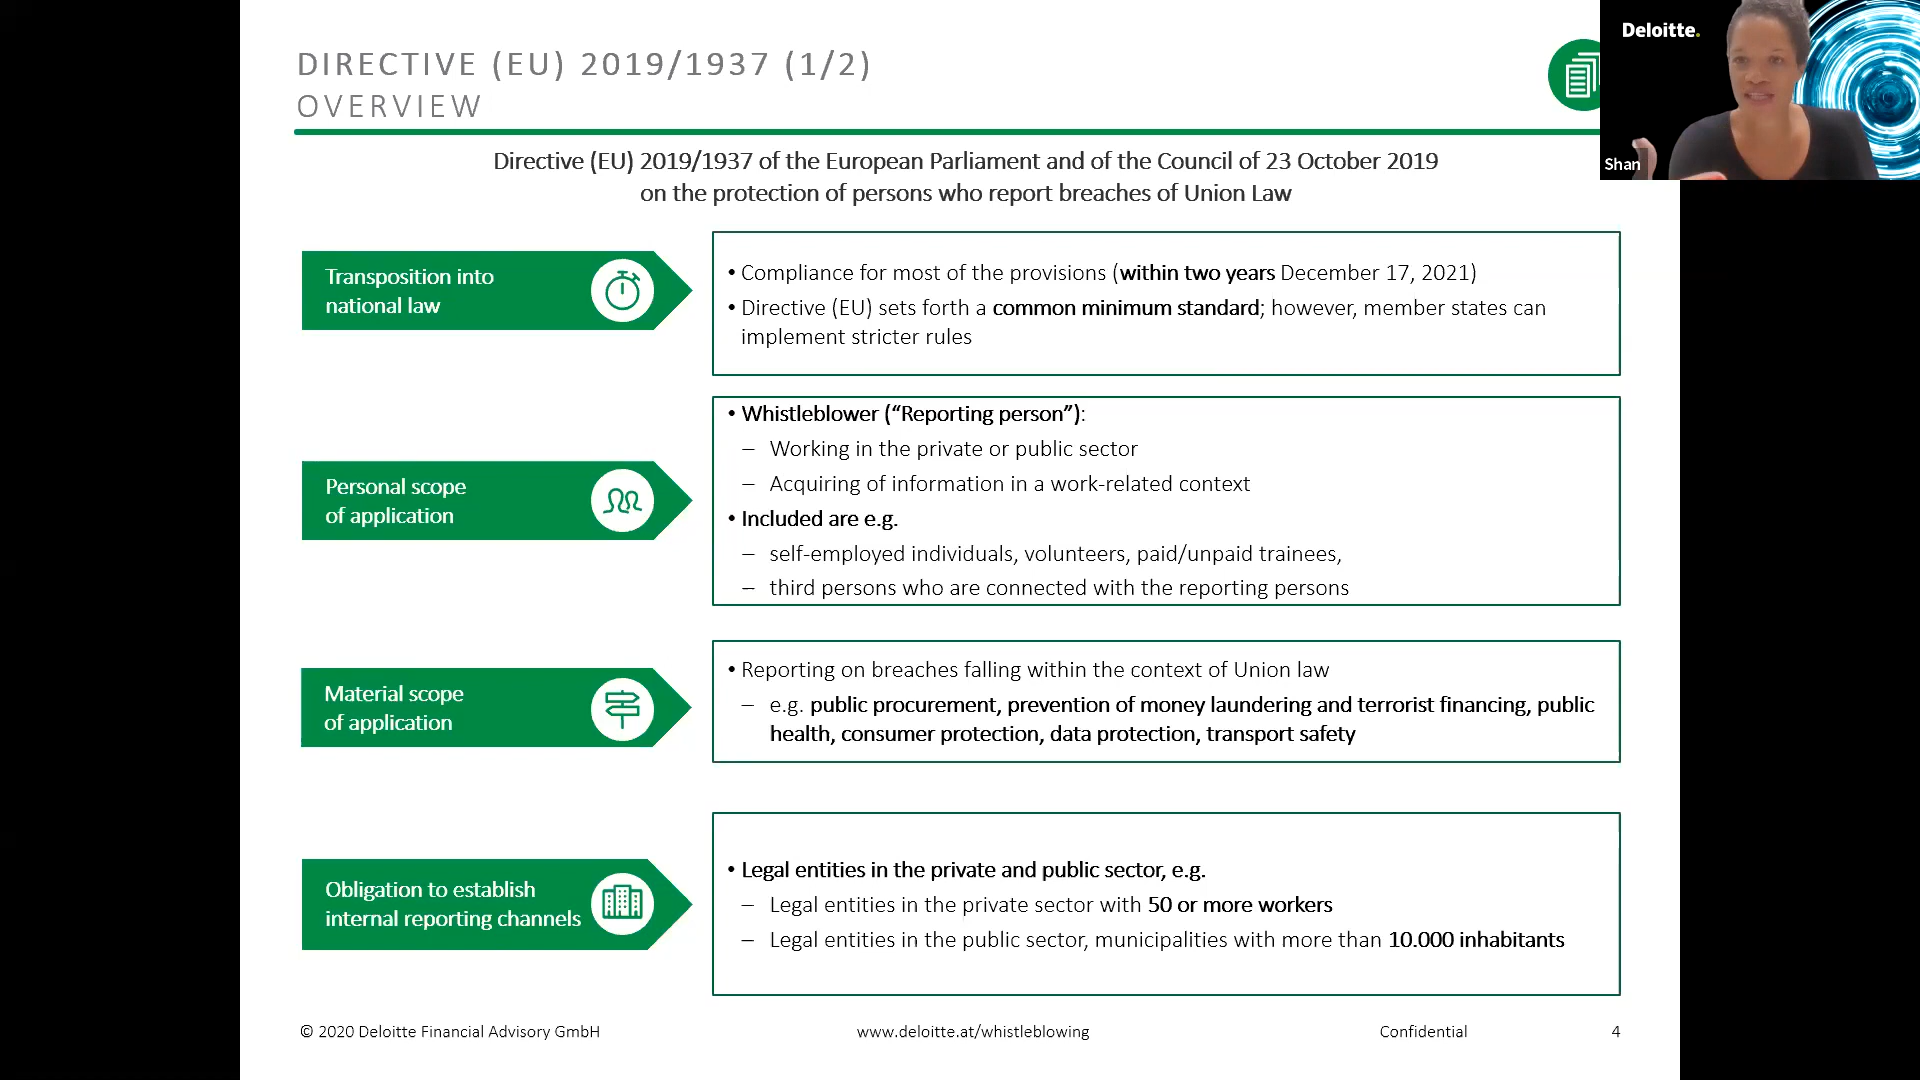 DIRECTIVE (EU) 2019/1937 (1/2)
OVERVIEW
Deloitte.
Shan
Directive (EU) 2019/1937 of the European Parliament and of the Council of 23 October 2019
on the protection of persons who report breaches of Union Law
Transposition into
national law
• Compliance for most of the provisions (within two years December 17, 2021)
• Directive (EU) sets forth a common minimum standard; however, member states can
implement stricter rules
Personal scope
of application
• Whistleblower (“Reporting person”):
– Working in the private or public sector
– Acquiring of information in a work-related context
• Included are e.g.
– self-employed individuals, volunteers, paid/unpaid trainees,
– third persons who are connected with the reporting persons
Material scope
of application
• Reporting on breaches falling within the context of Union law
– e.g. public procurement, prevention of money laundering and terrorist financing, public
health, consumer protection, data protection, transport safety
Obligation to establish
internal reporting channels
• Legal entities in the private and public sector, e.g.
– Legal entities in the private sector with 50 or more workers
– Legal entities in the public sector, municipalities with more than 10.000 inhabitants
© 2020 Deloitte Financial Advisory GmbH
www.deloitte.at/whistleblowing
Confidential
4